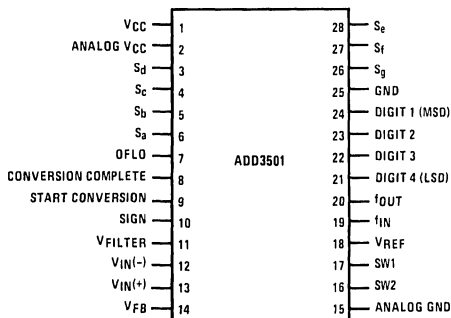 VCC 1
ANALOG VCC 2
Sd 3
Sc 4
Sb 5
Sa 6
OFLO 7
CONVERSION COMPLETE 8
START CONVERSION 9
SIGN 10
VFILTER 11
VIN(-) 12
VIN(+) 13
VFB 14
ADD3501
28 Se
27 Sf
26 Sg
25 GND
24 DIGIT 1 (MSD)
23 DIGIT 2
22 DIGIT 3
21 DIGIT 4 (LSD)
20 fOUT
19 fIN
18 VREF
17 SW1
16 SW2
15 ANALOG GND